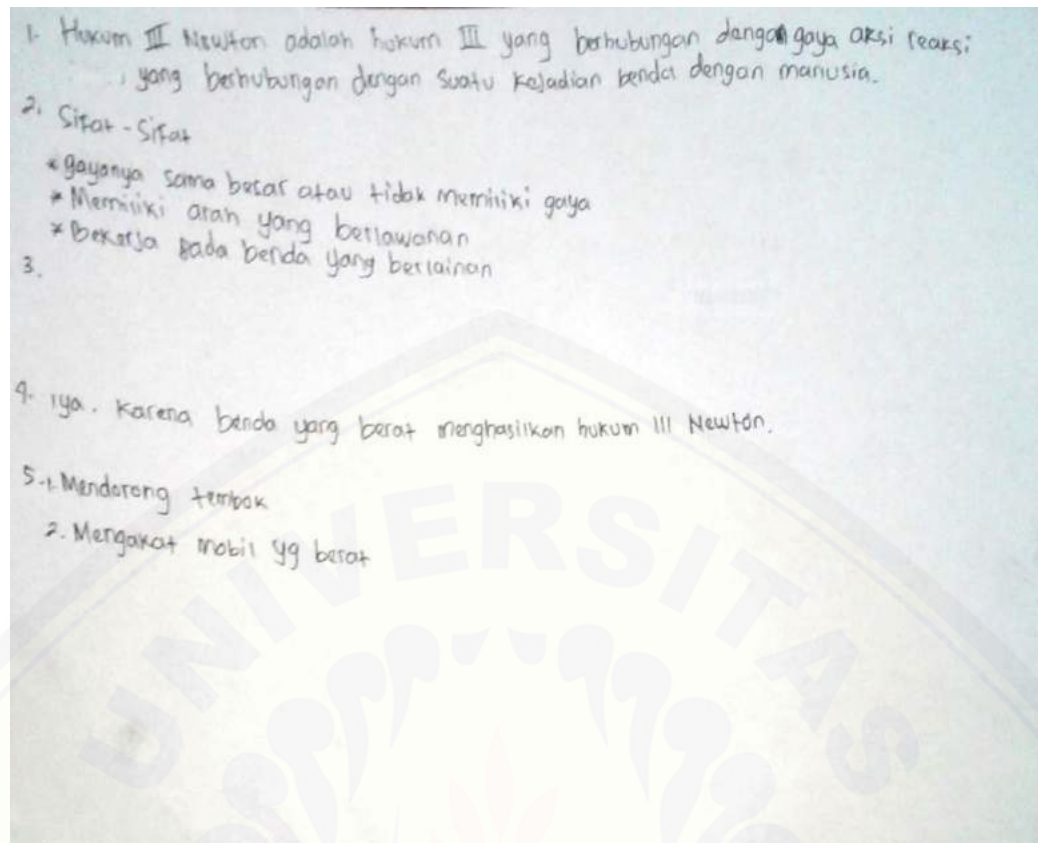 1. Hukum III Newton adalah hukum III yang berhubungan dengan gaya aksi reaksi
yang berhubungan dengan suatu kejadian benda dengan manusia.
2. Sifat - Sifat
* gayanya sama besar atau tidak memiliki gaya
* Memiliki arah yang berlawanan
* Bekerja pada benda yang berlainan
3.
4. iya. Karena benda yang berat menghasilkan hukum III Newton.
5. 1. Mendorong tembok
2. Mengakat mobil yg berat
UNIVERSITAS